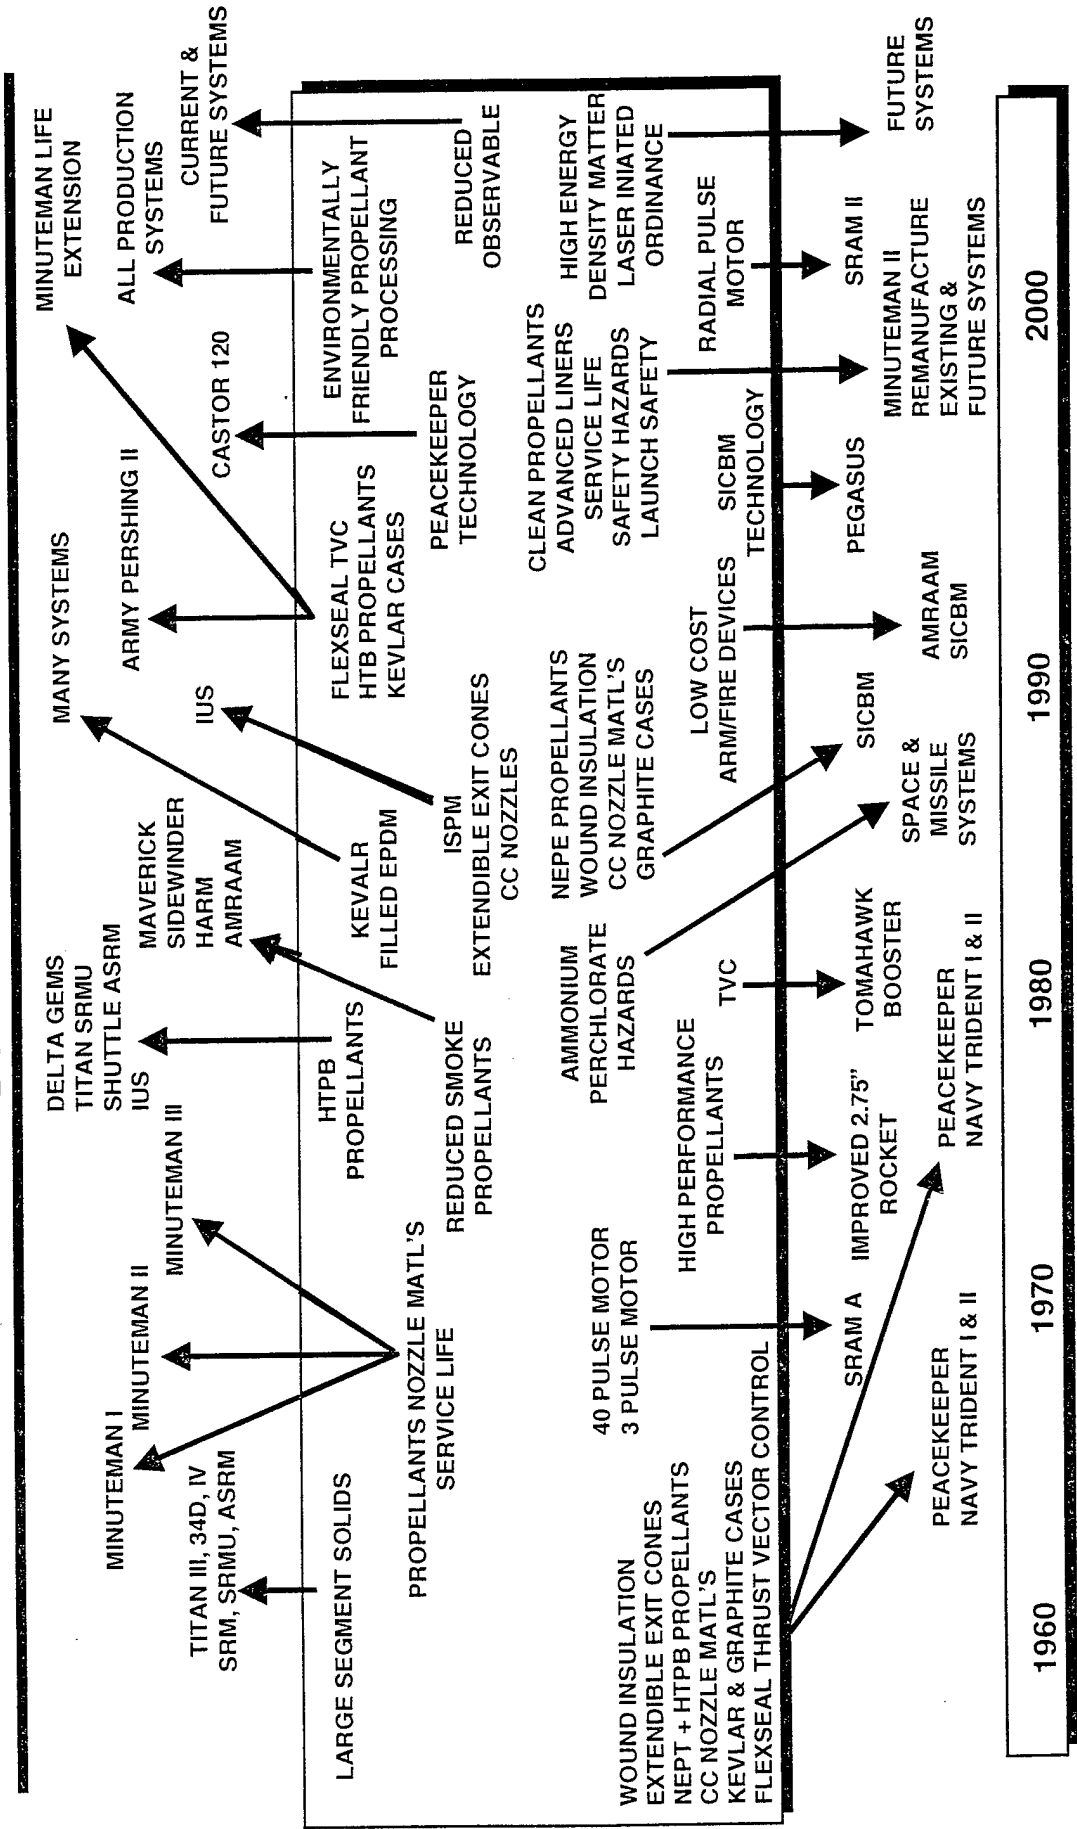 DELTA GEMS
TITAN SRMU
SHUTTLE ASRM
IUS
MANY SYSTEMS
MINUTEMAN LIFE
EXTENSION
MINUTEMAN I
MINUTEMAN II
MINUTEMAN III
MAVERICK
SIDEWINDER
HARM
AMRAAM
ARMY PERSHING II
ALL PRODUCTION
SYSTEMS
TITAN III, 34D, IV
SRM, SRMU, ASRM
IUS
CASTOR 120
CURRENT &
FUTURE SYSTEMS
LARGE SEGMENT SOLIDS
HTPB
PROPELLANTS
KEVALR
FILLED EPDM
FLEXSEAL TVC
HTB PROPELLANTS
KEVLAR CASES
ENVIRONMENTALLY
FRIENDLY PROPELLANT
PROCESSING
PROPELLANTS NOZZLE MATL'S
SERVICE LIFE
REDUCED SMOKE
PROPELLANTS
ISPM
EXTENDIBLE EXIT CONES
CC NOZZLES
PEACEKEEPER
TECHNOLOGY
REDUCED
OBSERVABLE
WOUND INSULATION
EXTENDIBLE EXIT CONES
NEPT + HTPB PROPELLANTS
CC NOZZLE MATL'S
KEVLAR & GRAPHITE CASES
FLEXSEAL THRUST VECTOR CONTROL
40 PULSE MOTOR
3 PULSE MOTOR
HIGH PERFORMANCE
PROPELLANTS
AMMONIUM
PERCHLORATE
HAZARDS
TVC
NEPE PROPELLANTS
WOUND INSULATION
CC NOZZLE MATL'S
GRAPHITE CASES
LOW COST
ARM/FIRE DEVICES
CLEAN PROPELLANTS
ADVANCED LINERS
SERVICE LIFE
SAFETY HAZARDS
LAUNCH SAFETY
SICBM
TECHNOLOGY
HIGH ENERGY
DENSITY MATTER
LASER INIATED
ORDINANCE
RADIAL PULSE
MOTOR
SRAM A
IMPROVED 2.75"
ROCKET
TOMAHAWK
BOOSTER
SPACE &
MISSILE
SYSTEMS
SICBM
AMRAAM
SICBM
PEGASUS
MINUTEMAN II
REMANUFACTURE
EXISTING &
FUTURE SYSTEMS
SRAM II
FUTURE
SYSTEMS
PEACEKEEPER
NAVY TRIDENT I & II
PEACEKEEPER
NAVY TRIDENT I & II
1960
1970
1980
1990
2000